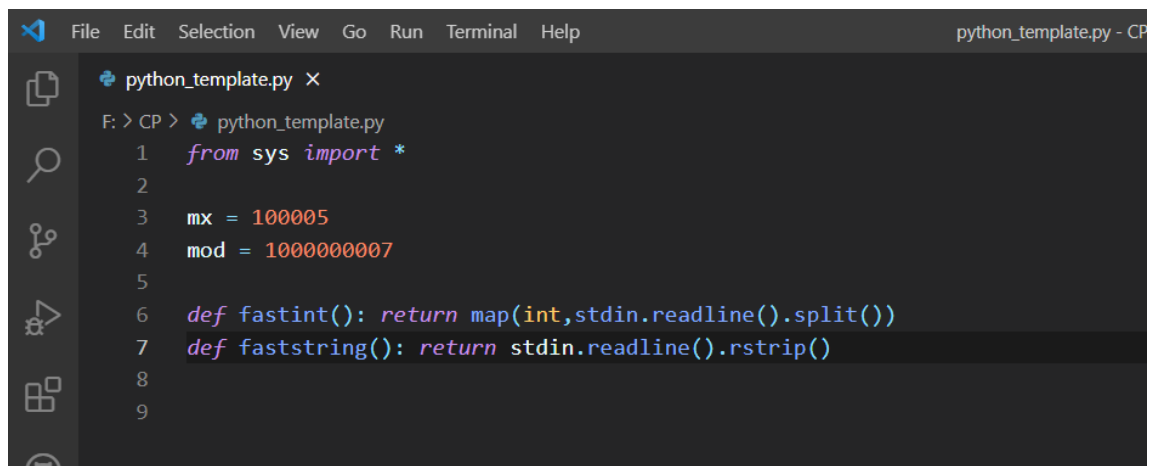 File Edit Selection View Go Run Terminal Help python_template.py - CP
python_template.py ×
F: > CP > python_template.py
1 from sys import *
2
3 mx = 100005
4 mod = 1000000007
5
6 def fastint(): return map(int,stdin.readline().split())
7 def faststring(): return stdin.readline().rstrip()
8
9